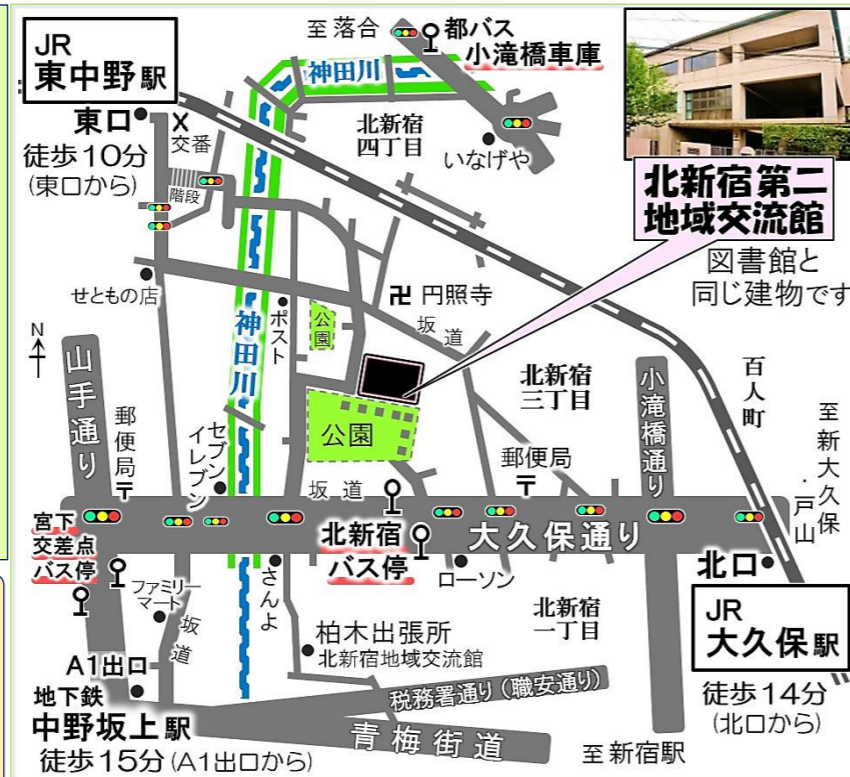 JR
東中野駅
東口
X
交番
徒歩10分
(東口から)
階段
至落合
都バス
小滝橋車庫
神田川
北新宿
四丁目
いなげや
北新宿第二
地域交流館
図書館と
同じ建物です
せともの店
卍 円照寺
坂道
ポスト
公園
神田川
N
山手通り
郵便局
〒
セブン
イレブン
公園
北新宿
三丁目
小滝橋通り
百人町
至新大久保
・戸山
郵便局
〒
坂道
宮下
交差点
バス停
北新宿
バス停
大久保通り
北口
ファミリー
マート
坂道
さんよ
ローソン
北新宿
一丁目
JR
大久保駅
徒歩14分
(北口から)
柏木出張所
北新宿地域交流館
A1出口
地下鉄
中野坂上駅
徒歩15分(A1出口から)
税務署通り(職安通り)
青梅街道
至新宿駅